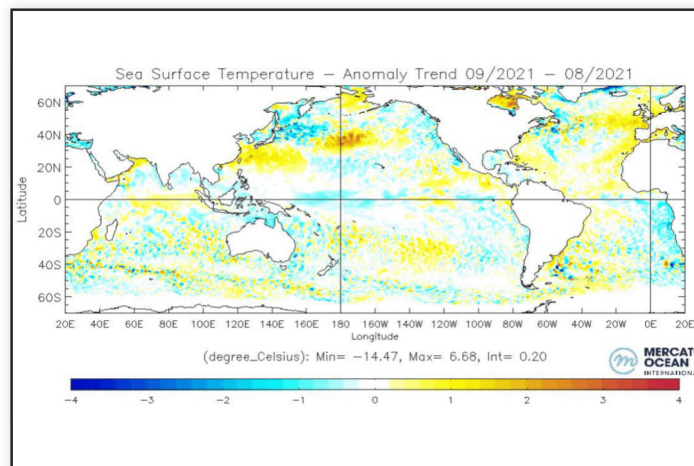 Sea Surface Temperature — Anomaly Trend 09/2021 — 08/2021
60N
40N
20N
0
20S
40S
60S
Latitude
20E 40E 60E 80E 100E 120E 140E 160E 180 160W 140W 120W 100W 80W 60W 40W 20W 0E 20E
Longitude
(degree_Celsius): Min= −14.47, Max= 6.68, Int= 0.20
MERCAT
OCEAN
INTERNATIONA
−4 −3 −2 −1 0 1 2 3 4